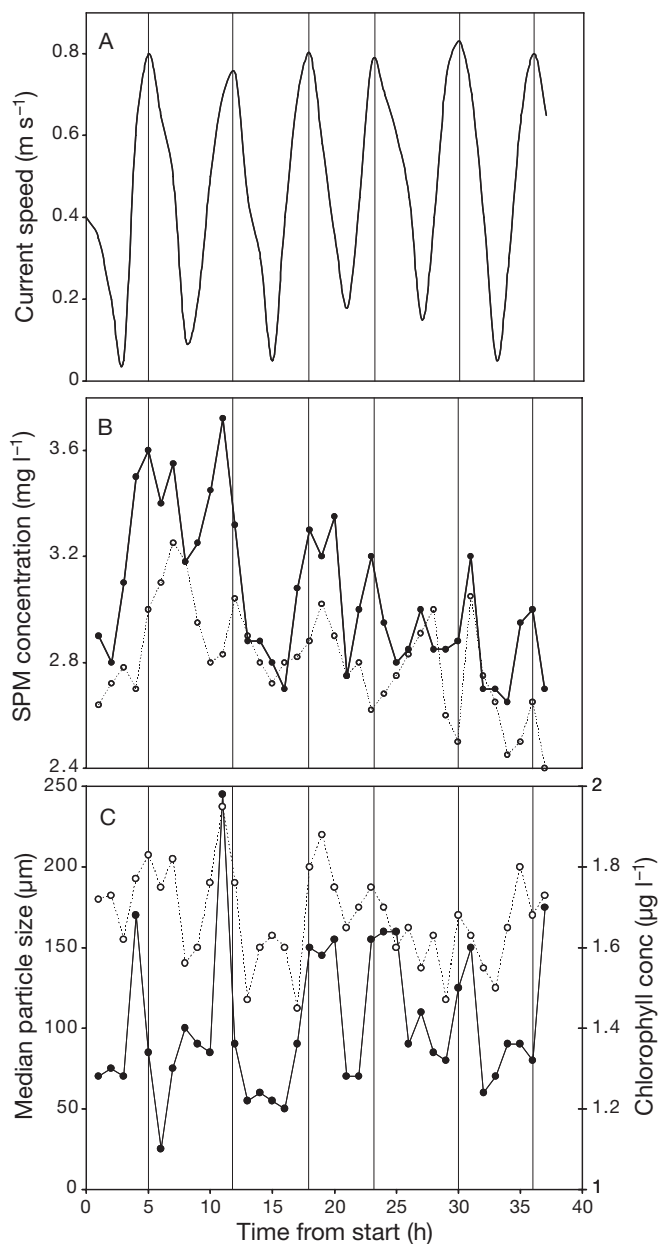 A
Current speed (m s⁻¹)
0.8
0.6
0.4
0.2
0
B
SPM concentration (mg l⁻¹)
3.6
3.2
2.8
2.4
C
Median particle size (µm)
250
200
150
100
50
0
Chlorophyll conc (µg l⁻¹)
2
1.8
1.6
1.4
1.2
1
0 5 10 15 20 25 30 35 40
Time from start (h)